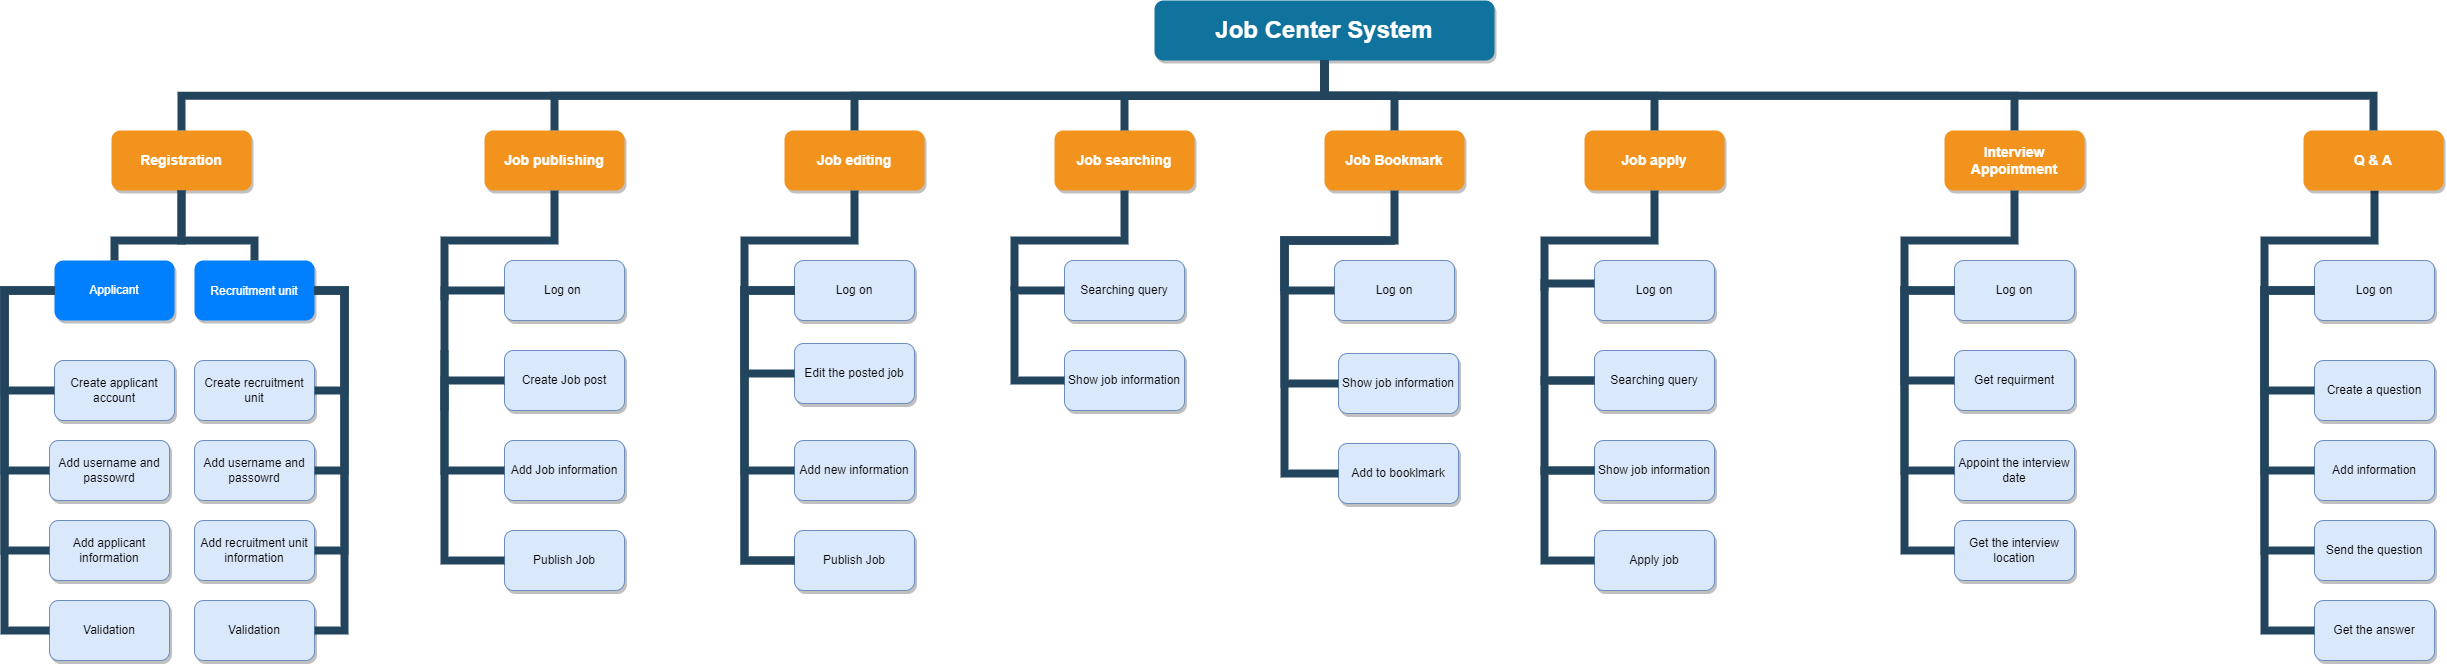 Job Center System
Registration
Job publishing
Job editing
Job searching
Job Bookmark
Job apply
Interview
Appointment
Q & A
Applicant
Create applicant
account
Add username and
passowrd
Add applicant
information
Validation
Recruitment unit
Create recruitment
unit
Add username and
passowrd
Add recruitment unit
information
Validation
Log on
Create Job post
Add Job information
Publish Job
Log on
Edit the posted job
Add new information
Publish Job
Searching query
Show job information
Log on
Show job information
Add to booklmark
Log on
Searching query
Show job information
Apply job
Log on
Get requirment
Appoint the interview
date
Get the interview
location
Log on
Create a question
Add information
Send the question
Get the answer